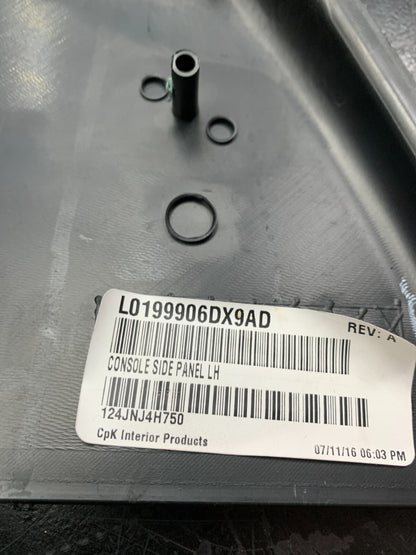 L0199906DX9AD
REV: A
CONSOLE SIDE PANEL LH
124JNJ4H750
CpK Interior Products
07/11/16 06:03 PM